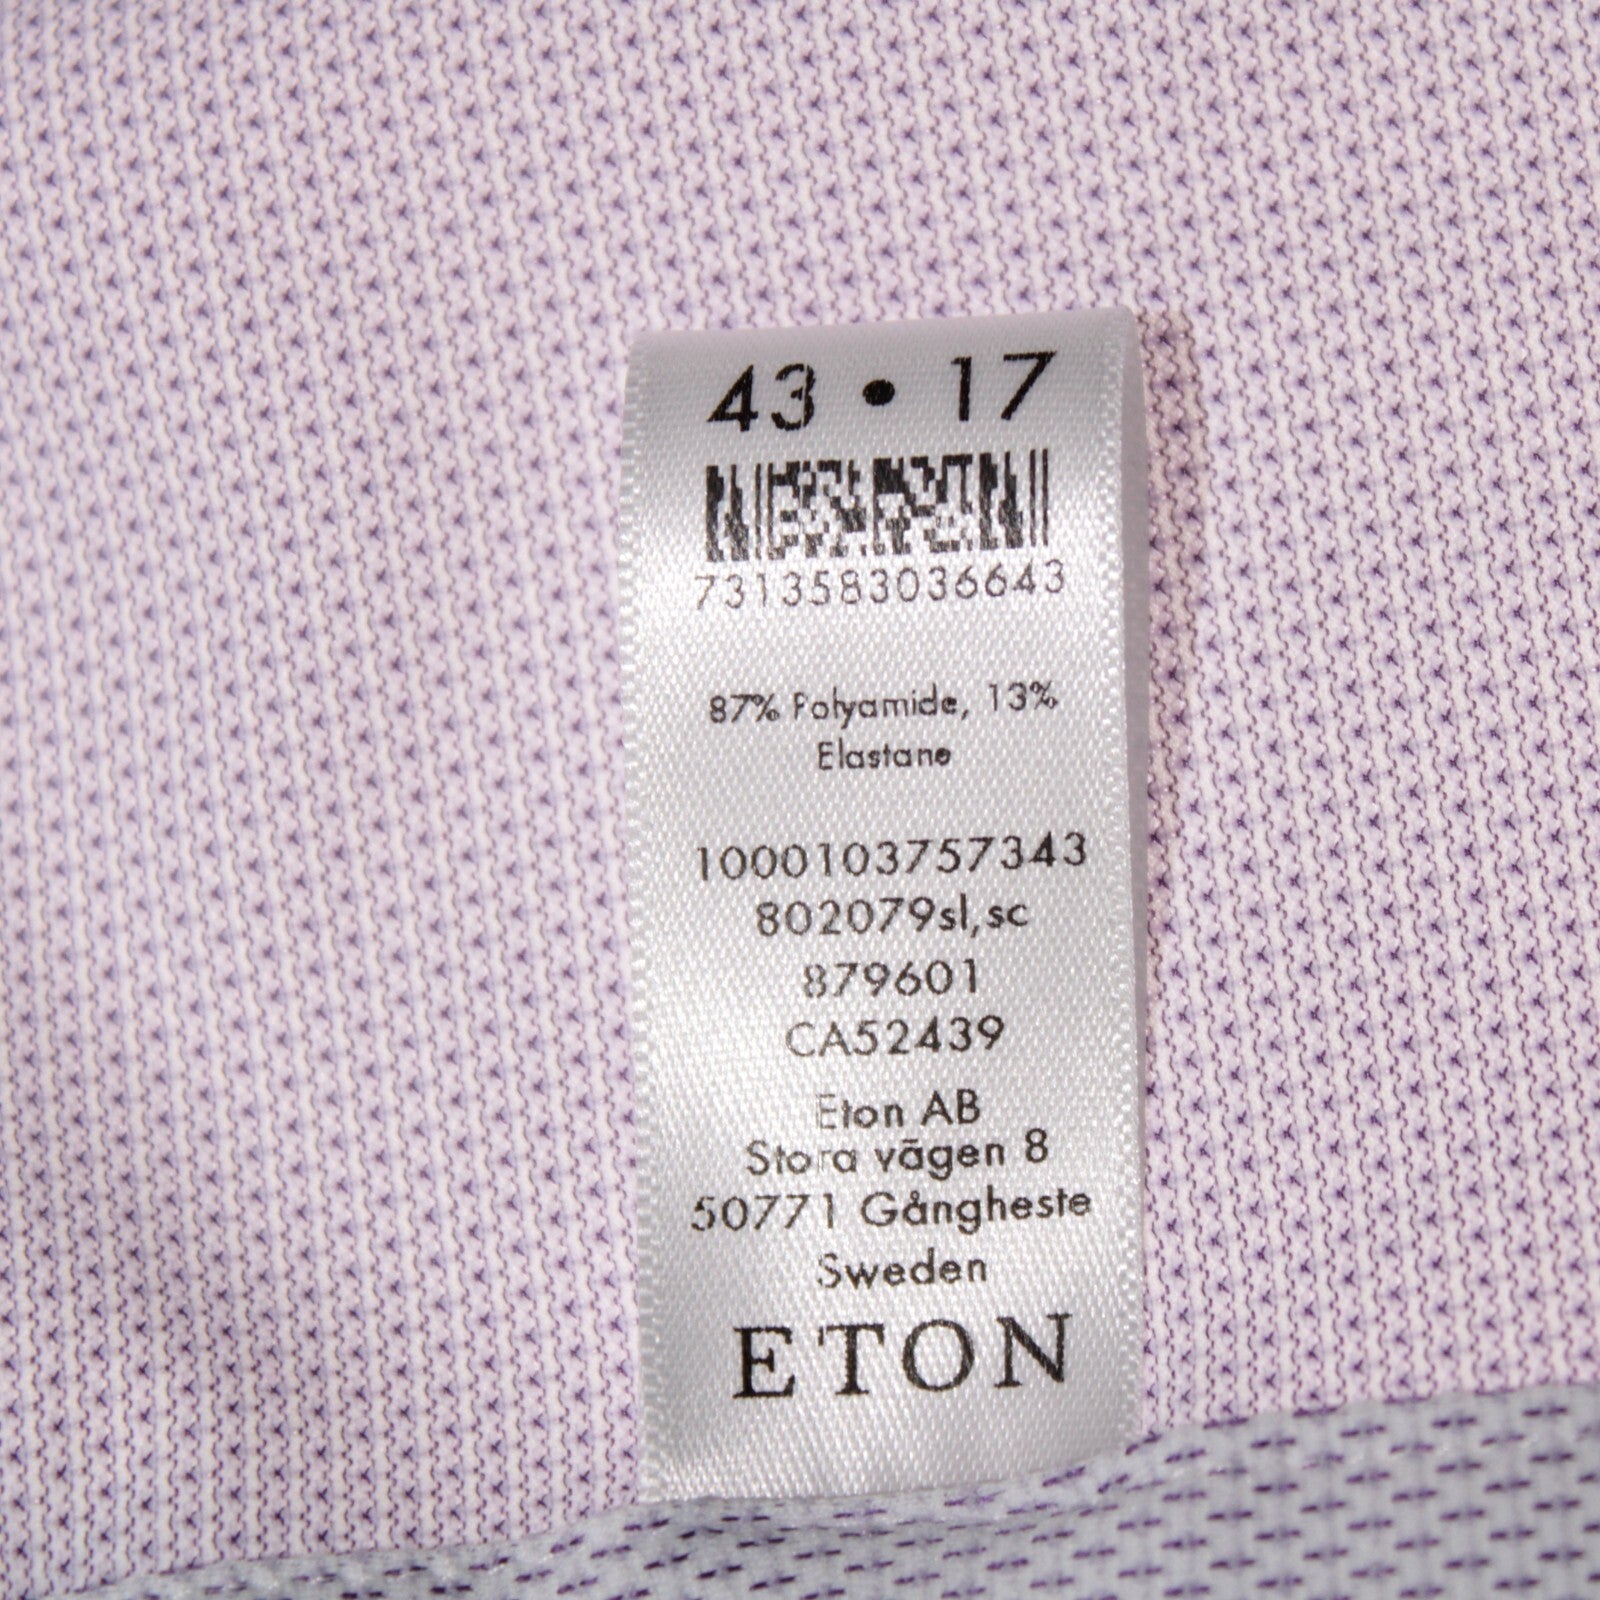 43 • 17
7313583036643
87% Polyamide, 13%
Elastane
1000103757343
802079sl,sc
879601
CA52439
Eton AB
Stora vägen 8
50771 Gångheste
Sweden
ETON